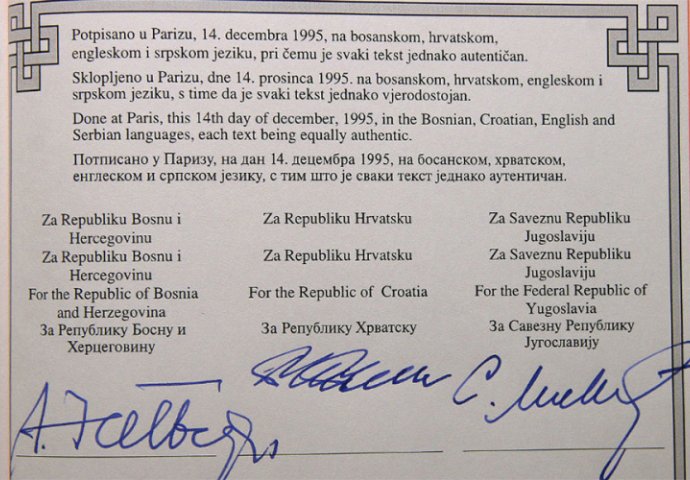 Potpisano u Parizu, 14. decembra 1995, na bosanskom, hrvatskom,
engleskom i srpskom jeziku, pri čemu je svaki tekst jednako autentičan.
Sklopljeno u Parizu, dne 14. prosinca 1995. na bosanskom, hrvatskom, engleskom i
srpskom jeziku, s time da je svaki tekst jednako vjerodostojan.
Done at Paris, this 14th day of december, 1995, in the Bosnian, Croatian, English and
Serbian languages, each text being equally authentic.
Потписано у Паризу, на дан 14. децембра 1995, на босанском, хрватском,
енглеском и српском језику, с тим што је сваки текст једнако аутентичан.
Za Republiku Bosnu i
Hercegovinu
Za Republiku Bosnu i
Hercegovinu
For the Republic of Bosnia
and Herzegovina
За Републику Босну и
Херцеговину
Za Republiku Hrvatsku
Za Republiku Hrvatsku
For the Republic of Croatia
За Републику Хрватску
Za Saveznu Republiku
Jugoslaviju
Za Saveznu Republiku
Jugoslaviju
For the Federal Republic of
Yugoslavia
За Савезну Републику
Југославију